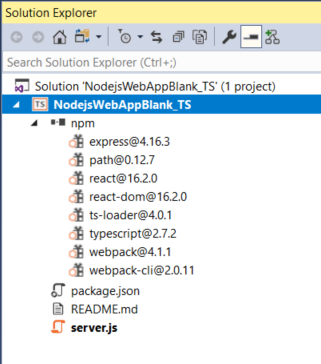 Solution Explorer
Search Solution Explorer (Ctrl+;)
Solution 'NodejsWebAppBlank_TS' (1 project)
TS NodejsWebAppBlank_TS
npm
express@4.16.3
path@0.12.7
react@16.2.0
react-dom@16.2.0
ts-loader@4.0.1
typescript@2.7.2
webpack@4.1.1
webpack-cli@2.0.11
package.json
README.md
server.js